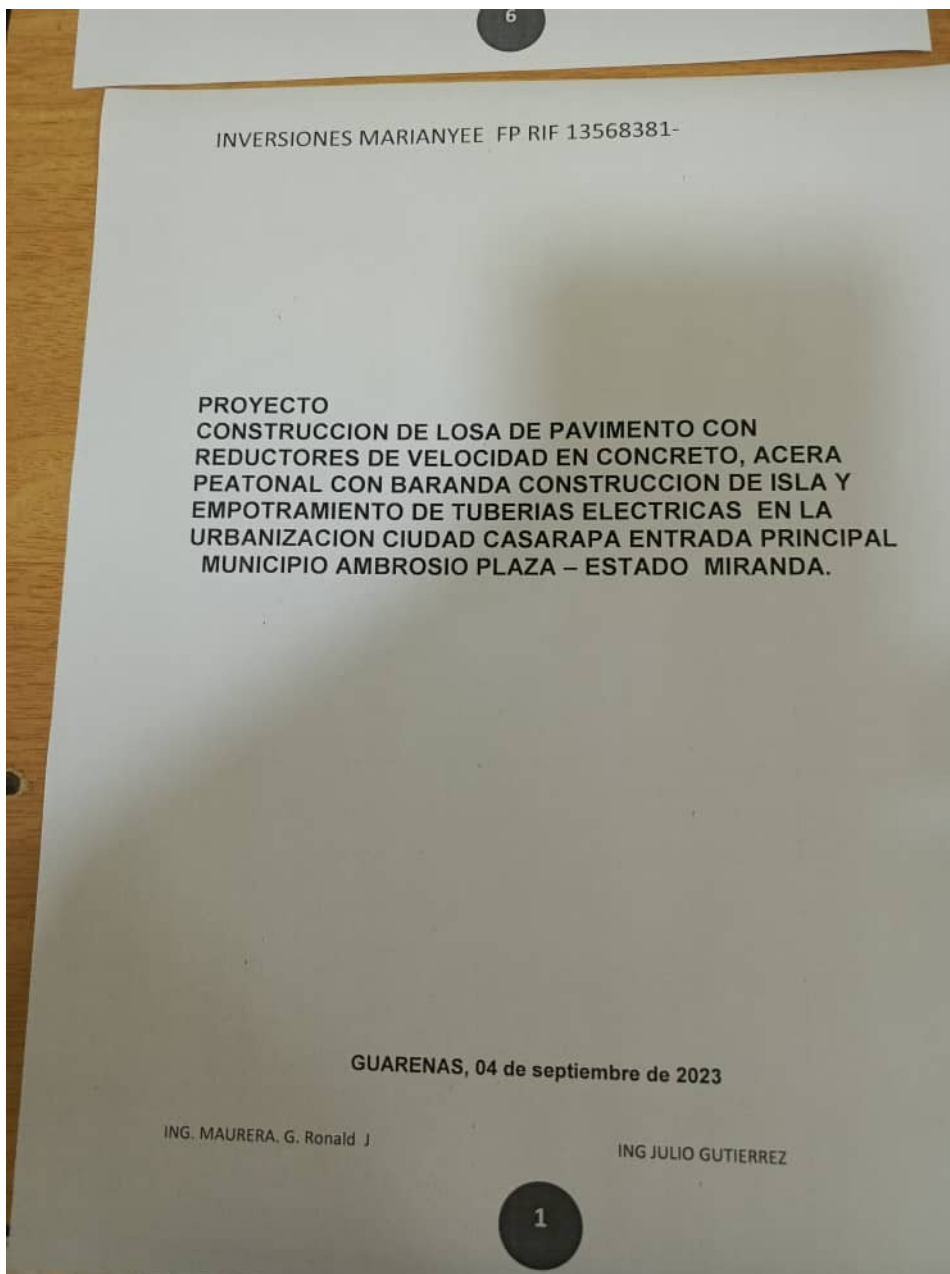 6
INVERSIONES MARIANYEE FP RIF 13568381-
PROYECTO
CONSTRUCCION DE LOSA DE PAVIMENTO CON
REDUCTORES DE VELOCIDAD EN CONCRETO, ACERA
PEATONAL CON BARANDA CONSTRUCCION DE ISLA Y
EMPOTRAMIENTO DE TUBERIAS ELECTRICAS EN LA
URBANIZACION CIUDAD CASARAPA ENTRADA PRINCIPAL
MUNICIPIO AMBROSIO PLAZA – ESTADO MIRANDA.
GUARENAS, 04 de septiembre de 2023
ING. MAURERA. G. Ronald J
ING JULIO GUTIERREZ
1